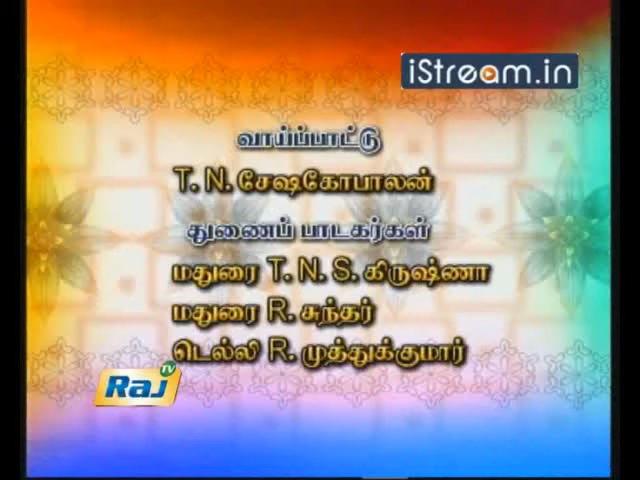 iStream.in
வாய்ப்பாட்டு
T. N. சேஷகோபாலன்
துணைப் பாடகர்கள்
மதுரை T. N. S. கிருஷ்ணா
மதுரை R. சுந்தர்
டெல்லி R. முத்துக்குமார்
Raj TV